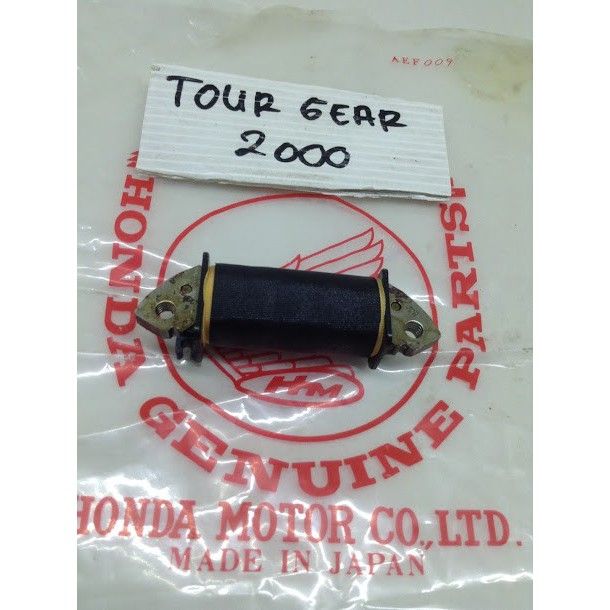 AEF009
TOUR GEAR
2000
HONDA
GENUINE PARTS
HM
HONDA MOTOR CO.,LTD.
MADE IN JAPAN